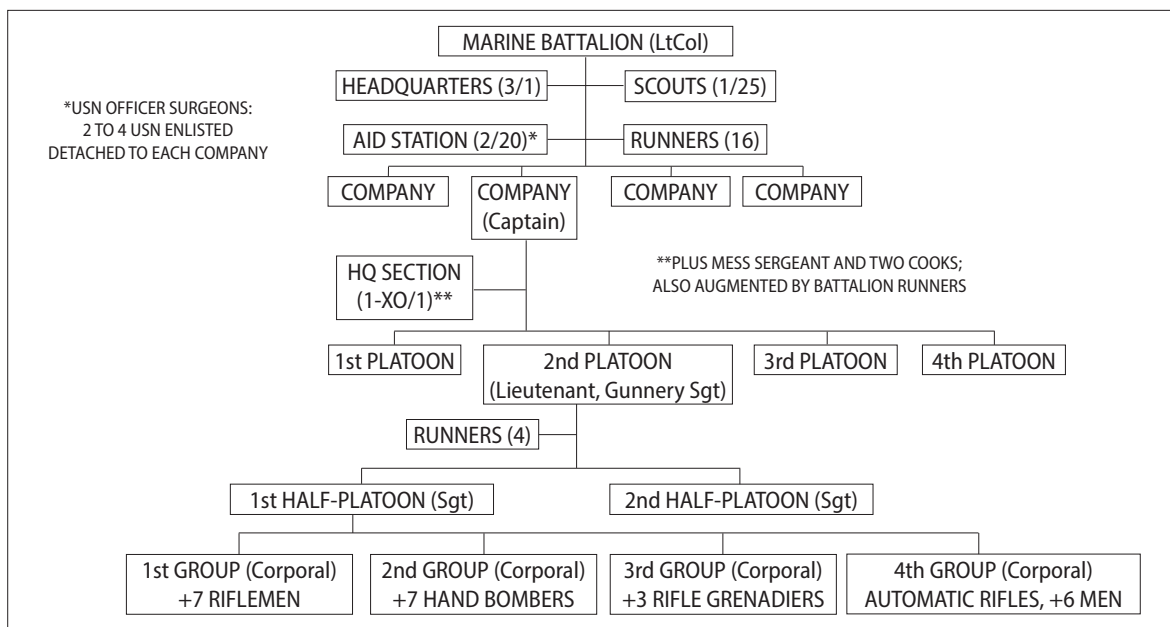 MARINE BATTALION (LtCol)
HEADQUARTERS (3/1)
SCOUTS (1/25)
*USN OFFICER SURGEONS:
2 TO 4 USN ENLISTED
DETACHED TO EACH COMPANY
AID STATION (2/20)*
RUNNERS (16)
COMPANY
COMPANY
(Captain)
COMPANY
COMPANY
HQ SECTION
(1-XO/1)**
**PLUS MESS SERGEANT AND TWO COOKS;
ALSO AUGMENTED BY BATTALION RUNNERS
1st PLATOON
2nd PLATOON
(Lieutenant, Gunnery Sgt)
3rd PLATOON
4th PLATOON
RUNNERS (4)
1st HALF-PLATOON (Sgt)
2nd HALF-PLATOON (Sgt)
1st GROUP (Corporal)
+7 RIFLEMEN
2nd GROUP (Corporal)
+7 HAND BOMBERS
3rd GROUP (Corporal)
+3 RIFLE GRENADIERS
4th GROUP (Corporal)
AUTOMATIC RIFLES, +6 MEN